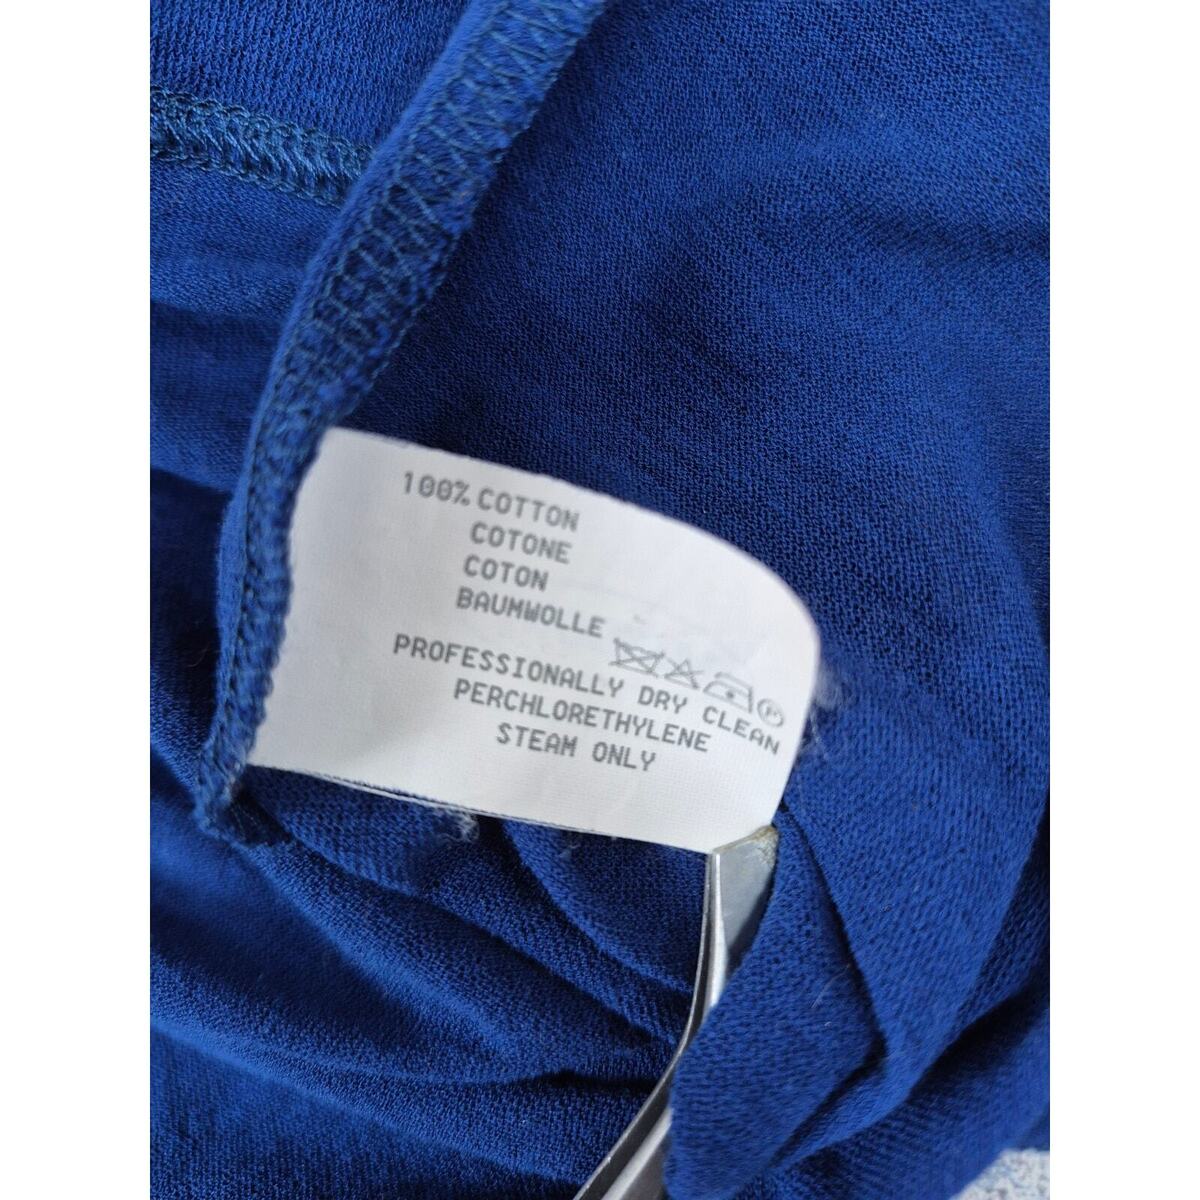 100% COTTON
COTONE
COTON
BAUMWOLLE
P
PROFESSIONALLY DRY CLEAN
PERCHLORETHYLENE
STEAM ONLY